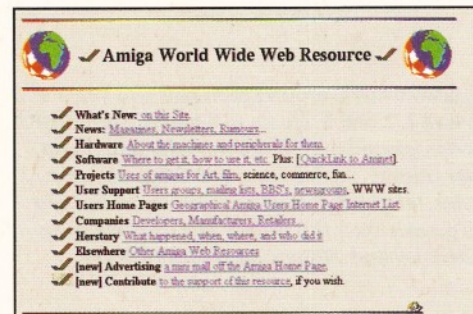 Amiga World Wide Web Resource
What's New: on this Site.
News: Magazines, Newsletters, Rumours...
Hardware About the machines and peripherals for them.
Software Where to get it, how to use it, etc. Plus: [QuickLink to Aminet].
Projects Uses of amigas for Art, film, science, commerce, fun...
User Support Users groups, mailing lists, BBS's, newsgroups, WWW sites.
Users Home Pages Geographical Amiga Users Home Page Internet List.
Companies Developers, Manufacturers, Retailers...
Herstory What happened, when, where, and who did it
Elsewhere Other Amiga Web Resources
[new] Advertising a mini mall off the Amiga Home Page.
[new] Contribute to the support of this resource, if you wish.